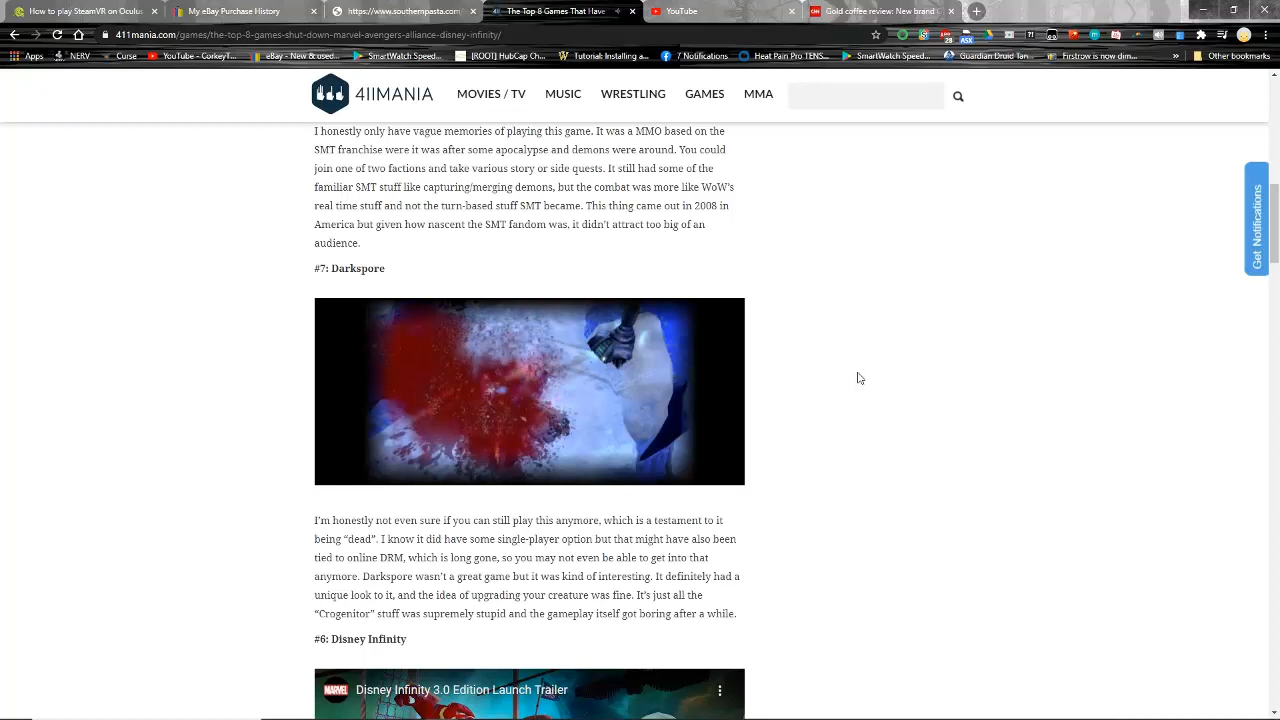 How to play SteamVR on Oculu
My eBay Purchase History
https://www.southernpasta.com
The Top 8 Games That Have
YouTube
Gold coffee review: New brand
411mania.com/games/the-top-8-games-shut-down-marvel-avengers-alliance-disney-infinity/
Apps
NERV
Curse
YouTube - CorkeyT...
eBay - New & used...
SmartWatch Speed...
[ROOT] HubCap Ch...
Tutorial: Installing a...
7 Notifications
Heat Pain Pro TENS...
SmartWatch Speed...
Guardian Druid Tan...
Firstrow is now dim...
»
Other bookmarks
411MANIA
MOVIES / TV
MUSIC
WRESTLING
GAMES
MMA
I honestly only have vague memories of playing this game. It was a MMO based on the
SMT franchise were it was after some apocalypse and demons were around. You could
join one of two factions and take various story or side quests. It still had some of the
familiar SMT stuff like capturing/merging demons, but the combat was more like WoW's
real time stuff and not the turn-based stuff SMT became. This thing came out in 2008 in
America but given how nascent the SMT fandom was, it didn't attract too big of an
audience.
#7: Darkspore
I'm honestly not even sure if you can still play this anymore, which is a testament to it
being "dead". I know it did have some single-player option but that might have also been
tied to online DRM, which is long gone, so you may not even be able to get into that
anymore. Darkspore wasn't a great game but it was kind of interesting. It definitely had a
unique look to it, and the idea of upgrading your creature was fine. It's just all the
"Crogenitor" stuff was supremely stupid and the gameplay itself got boring after a while.
#6: Disney Infinity
MARVEL
Disney Infinity 3.0 Edition Launch Trailer
Get Notifications